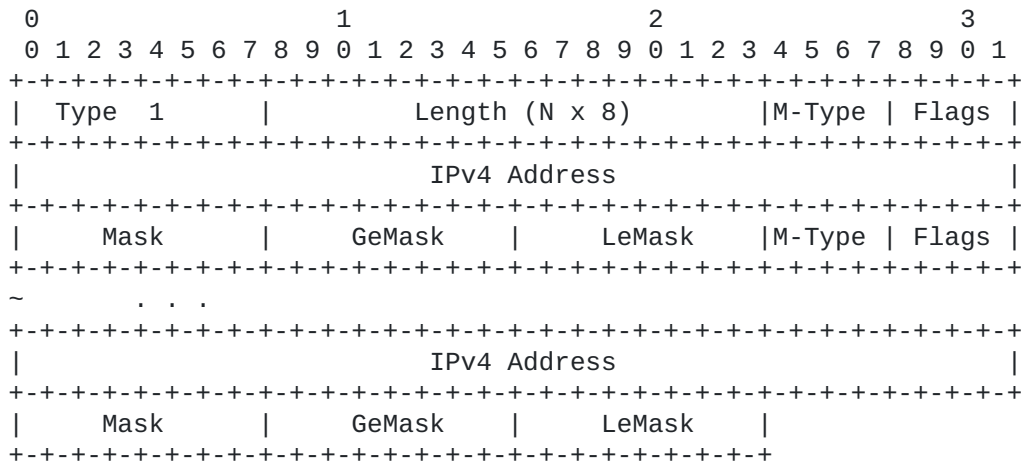 0                   1                   2                   3
 0 1 2 3 4 5 6 7 8 9 0 1 2 3 4 5 6 7 8 9 0 1 2 3 4 5 6 7 8 9 0 1
+-+-+-+-+-+-+-+-+-+-+-+-+-+-+-+-+-+-+-+-+-+-+-+-+-+-+-+-+-+-+-+-+
|   Type  1     |         Length (N x 8)        |M-Type | Flags |
+-+-+-+-+-+-+-+-+-+-+-+-+-+-+-+-+-+-+-+-+-+-+-+-+-+-+-+-+-+-+-+-+
|                          IPv4 Address                         |
+-+-+-+-+-+-+-+-+-+-+-+-+-+-+-+-+-+-+-+-+-+-+-+-+-+-+-+-+-+-+-+-+
|      Mask     |     GeMask    |     LeMask    |M-Type | Flags |
+-+-+-+-+-+-+-+-+-+-+-+-+-+-+-+-+-+-+-+-+-+-+-+-+-+-+-+-+-+-+-+-+
~       . . .
+-+-+-+-+-+-+-+-+-+-+-+-+-+-+-+-+-+-+-+-+-+-+-+-+-+-+-+-+-+-+-+-+
|                          IPv4 Address                         |
+-+-+-+-+-+-+-+-+-+-+-+-+-+-+-+-+-+-+-+-+-+-+-+-+-+-+-+-+-+-+-+-+
|      Mask     |     GeMask    |     LeMask    |
+-+-+-+-+-+-+-+-+-+-+-+-+-+-+-+-+-+-+-+-+-+-+-+-+